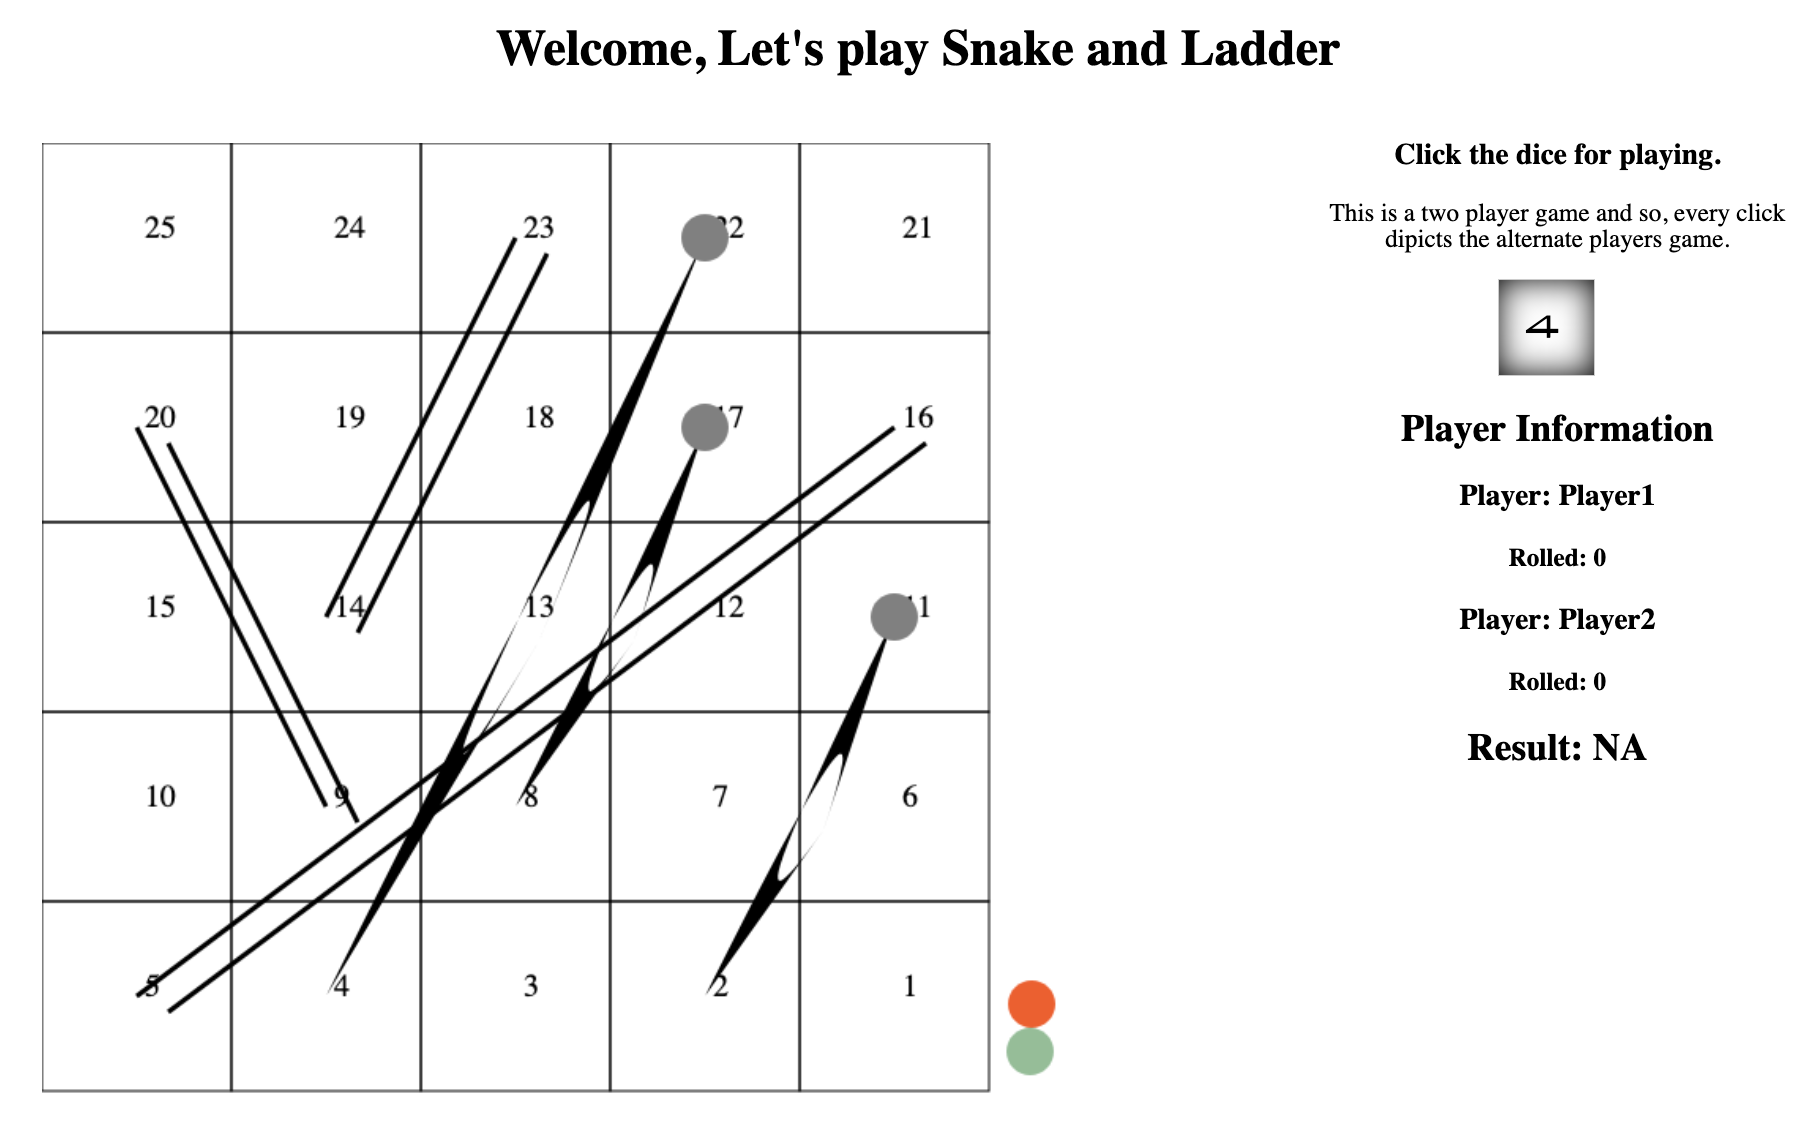 Welcome, Let's play Snake and Ladder
25 24 23 22 21
20 19 18 17 16
15 14 13 12 11
10 9 8 7 6
5 4 3 2 1
Click the dice for playing.
This is a two player game and so, every click
dipicts the alternate players game.
4
Player Information
Player: Player1
Rolled: 0
Player: Player2
Rolled: 0
Result: NA